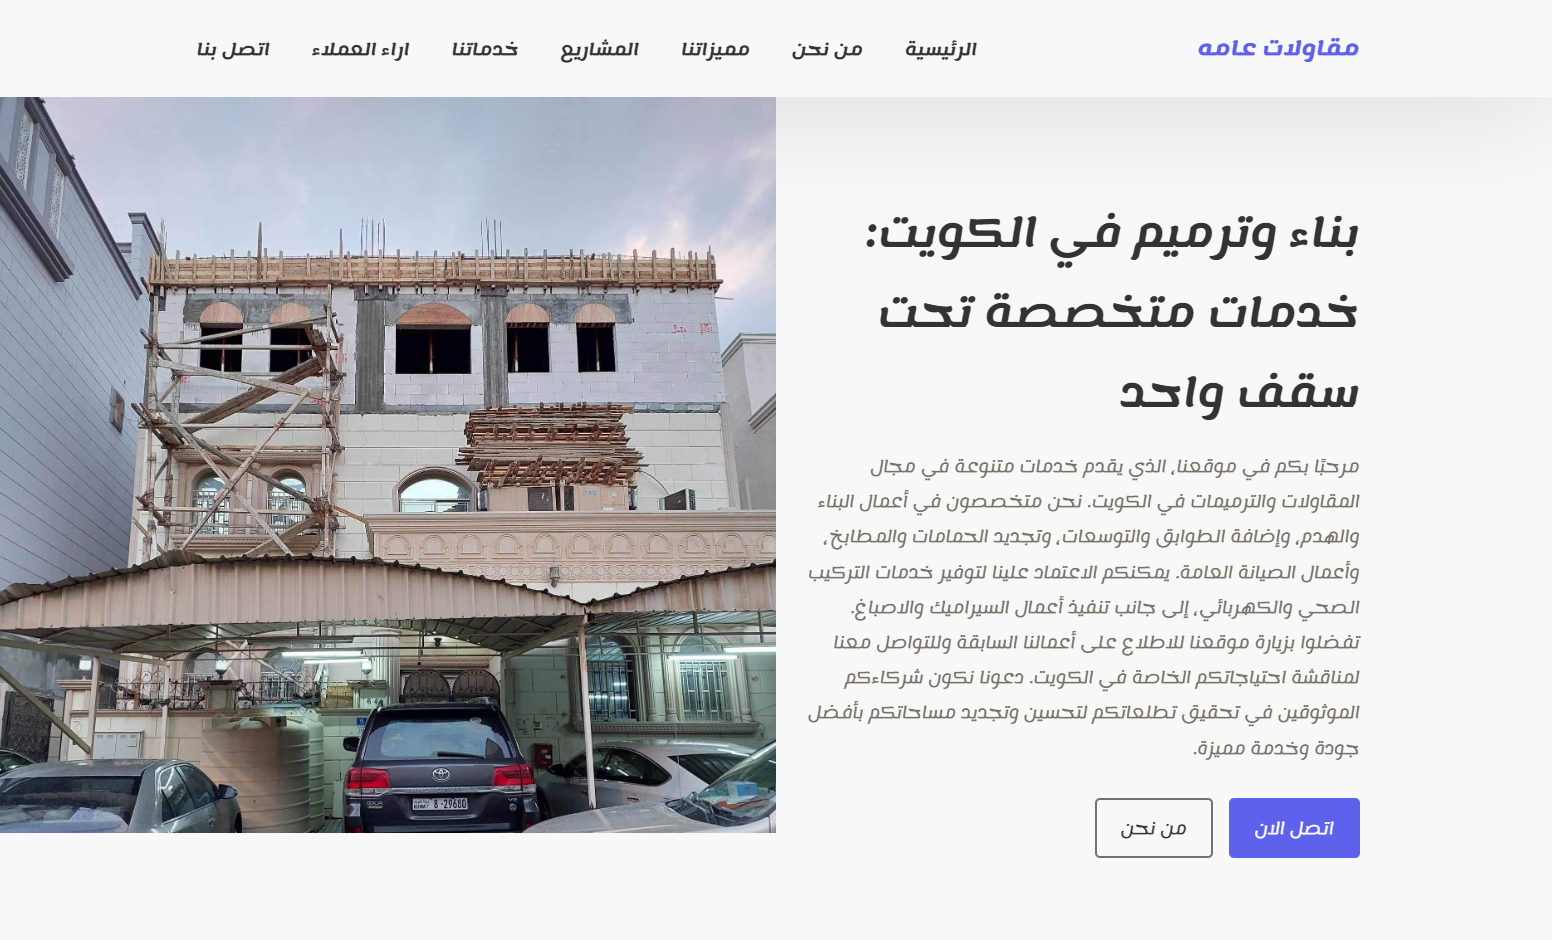 مقاولات عامه
الرئيسية
من نحن
مميزاتنا
المشاريع
خدماتنا
اراء العملاء
اتصل بنا
بناء وترميم في الكويت:
خدمات متخصصة تحت
سقف واحد
مرحبًا بكم في موقعنا، الذي يقدم خدمات متنوعة في مجال
المقاولات والترميمات في الكويت. نحن متخصصون في أعمال البناء
والهدم، وإضافة الطوابق والتوسعات، وتجديد الحمامات والمطابخ،
وأعمال الصيانة العامة. يمكنكم الاعتماد علينا لتوفير خدمات التركيب
الصحي والكهربائي، إلى جانب تنفيذ أعمال السيراميك والاصباغ.
تفضلوا بزيارة موقعنا للاطلاع على أعمالنا السابقة وللتواصل معنا
لمناقشة احتياجاتكم الخاصة في الكويت. دعونا نكون شركاءكم
الموثوقين في تحقيق تطلعاتكم لتحسين وتجديد مساحاتكم بأفضل
جودة وخدمة مميزة.
اتصل الان
من نحن
8-29680